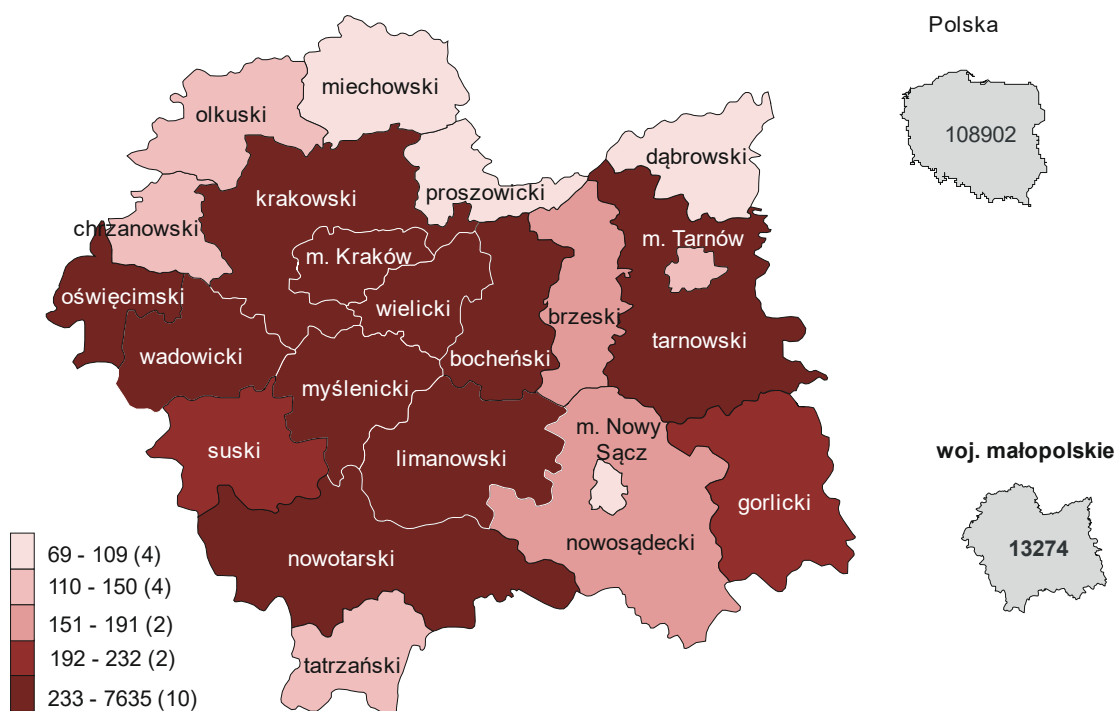 Polska
miechowski
olkuski
108902
dąbrowski
proszowicki
krakowski
chrzanowski
m. Tarnów
m. Kraków
oświęcimski
wielicki
brzeski
tarnowski
wadowicki
bocheński
myślenicki
m. Nowy
Sącz
suski
limanowski
woj. małopolskie
gorlicki
13274
nowosądecki
nowotarski
69 - 109 (4)
110 - 150 (4)
151 - 191 (2)
192 - 232 (2)
233 - 7635 (10)
tatrzański